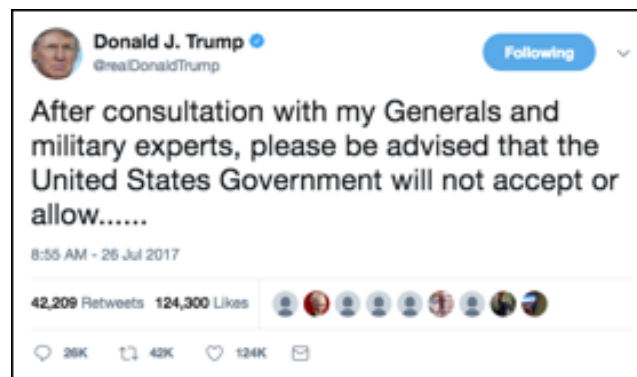 Donald J. Trump
@realDonaldTrump
Following
After consultation with my Generals and
military experts, please be advised that the
United States Government will not accept or
allow......
8:55 AM - 26 Jul 2017
42,209 Retweets 124,300 Likes
26K 42K 124K